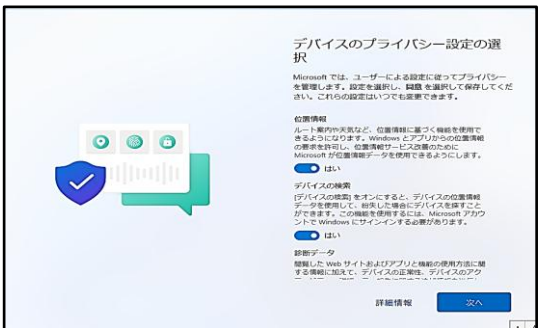 デバイスのプライバシー設定の選
択
Microsoft では、ユーザーによる設定に従ってプライバシー
を管理します。設定を選択し、同意 を選択して保存してくだ
さい。これらの設定はいつでも変更できます。
位置情報
ルート案内や天気など、位置情報に基づく機能を使用で
きるようになります。Windows とアプリからの位置情報
の要求を許可し、位置情報サービス改善のために
Microsoft が位置情報データを使用できるようにします。
はい
デバイスの検索
[デバイスの検索] をオンにすると、デバイスの位置情報
データを使用して、紛失した場合にデバイスを探すこと
ができます。この機能を使用するには、Microsoft アカウ
ントで Windows にサインインする必要があります。
はい
診断データ
閲覧した Web サイトおよびアプリと機能の使用方法に関
する情報に加えて、デバイスの正常性、デバイスのアク
詳細情報
次へ